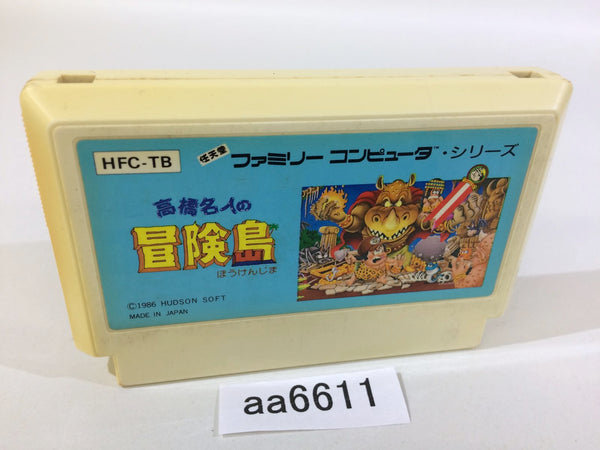 HFC-TB
任天堂 ファミリー コンピュータ™・シリーズ
高橋名人の
冒険島
ぼうけんじま
©1986 HUDSON SOFT
MADE IN JAPAN
aa6611